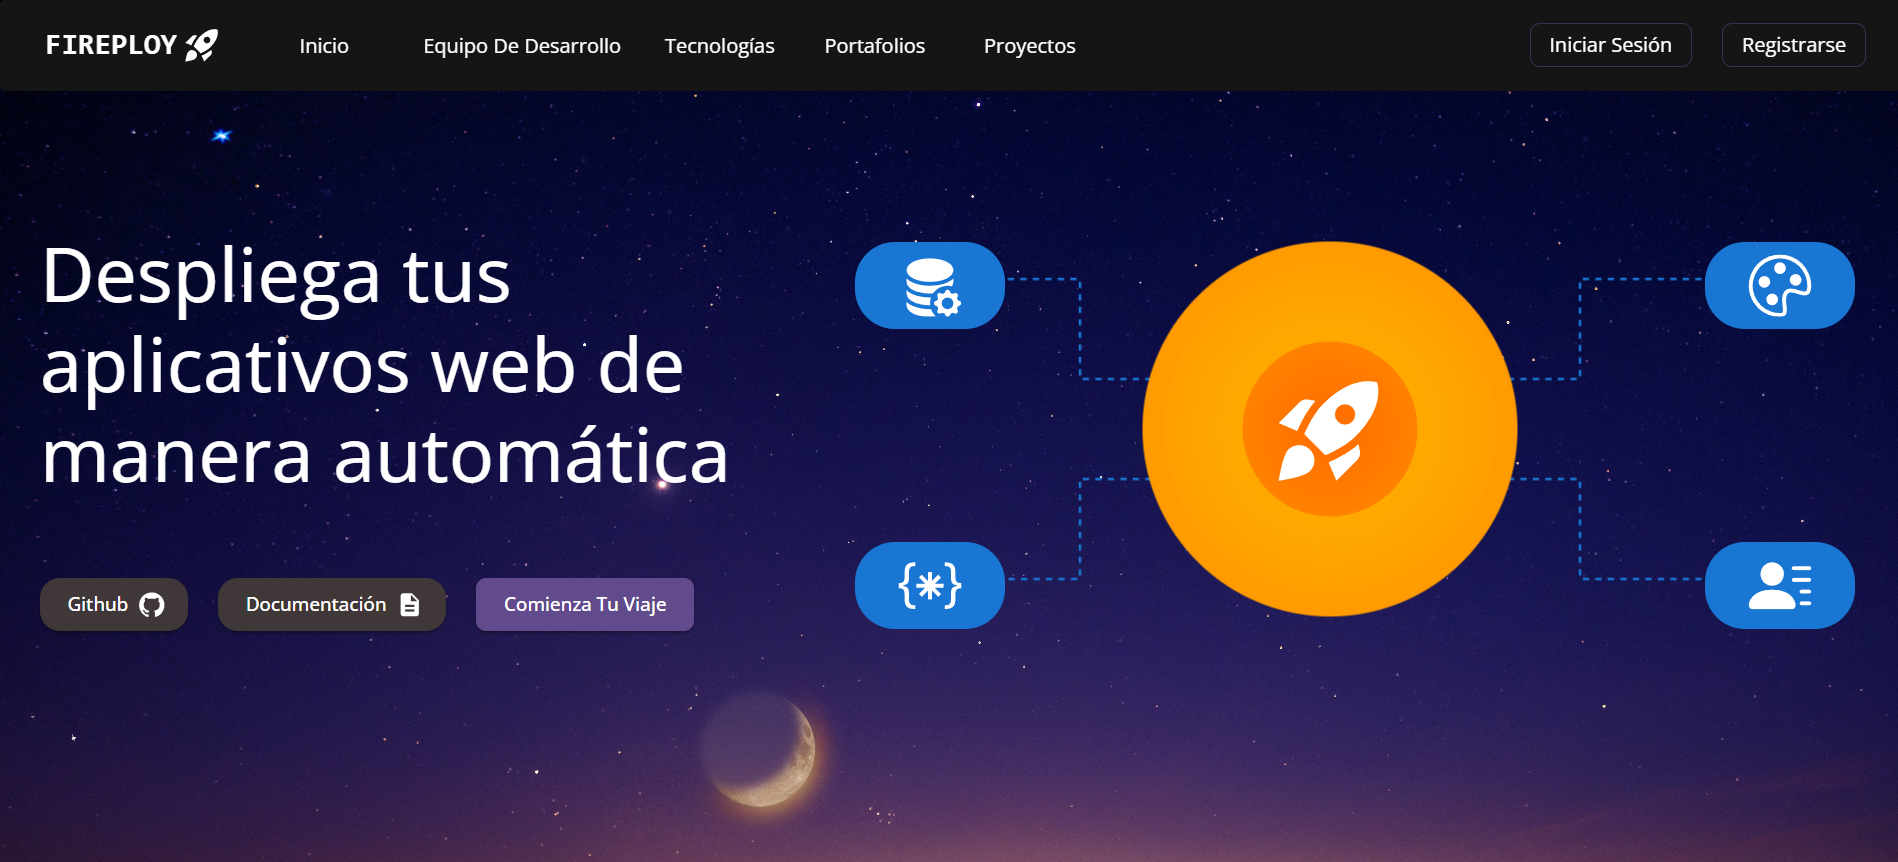 FIREPLOY
Inicio
Equipo De Desarrollo
Tecnologías
Portafolios
Proyectos
Iniciar Sesión
Registrarse
Despliega tus
aplicativos web de
manera automática
Github
Documentación
Comienza Tu Viaje